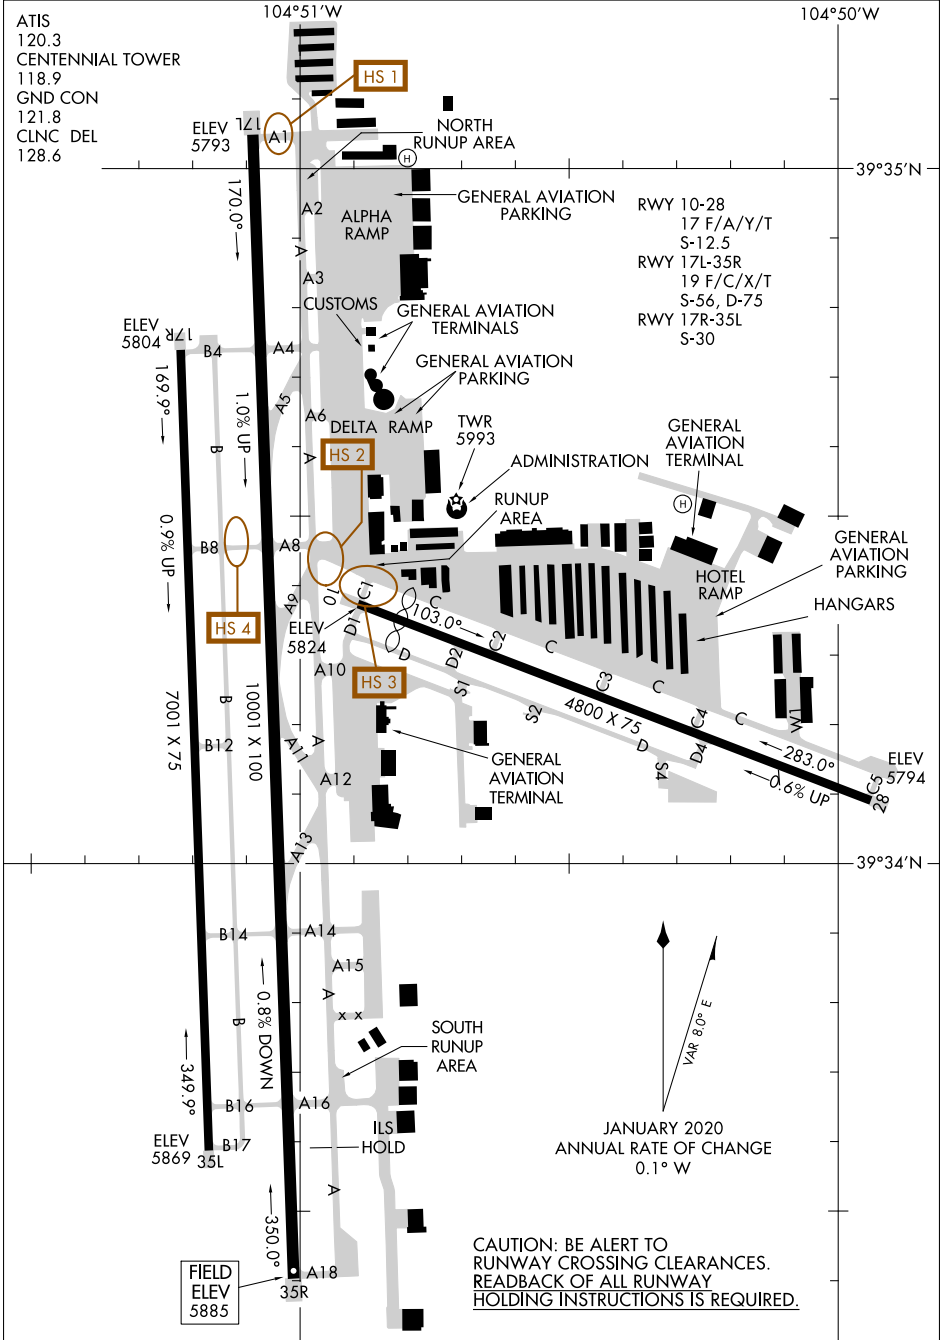 104°51'W
104°50'W
ATIS
120.3
CENTENNIAL TOWER
118.9
GND CON
121.8
CLNC DEL
128.6
HS 1
ELEV
5793
17L
A1
NORTH
RUNUP AREA
H
39°35'N
170.0°
A2
ALPHA
RAMP
GENERAL AVIATION
PARKING
RWY 10-28
17 F/A/Y/T
S-12.5
RWY 17L-35R
19 F/C/X/T
S-56, D-75
RWY 17R-35L
S-30
A
A3
CUSTOMS
GENERAL AVIATION
TERMINALS
ELEV
5804
17R
B4
A4
GENERAL AVIATION
PARKING
169.9°
1.0% UP
A5
A6
DELTA RAMP
TWR
5993
GENERAL
AVIATION
TERMINAL
B
A
HS 2
ADMINISTRATION
RUNUP
AREA
H
0.9% UP
B8
A8
GENERAL
AVIATION
PARKING
HOTEL
RAMP
HANGARS
HS 4
A9
10
C1
C
ELEV
5824
D1
103.0°
D
D2
C2
C
A10
HS 3
S1
C3
C
B
7001 X 75
10001 X 100
S2
4800 X 75
C4
C
W1
B12
A11
A
D
D4
283.0°
ELEV
5794
A12
GENERAL
AVIATION
TERMINAL
S4
0.6% UP
C5
28
A13
39°34'N
B14
A14
A15
0.8% DOWN
A
B
X X
SOUTH
RUNUP
AREA
VAR 8.0° E
349.9°
B16
A16
ILS
HOLD
JANUARY 2020
ANNUAL RATE OF CHANGE
0.1° W
ELEV
5869
35L
B17
A
350.0°
FIELD
ELEV
5885
A18
35R
CAUTION: BE ALERT TO
RUNWAY CROSSING CLEARANCES.
READBACK OF ALL RUNWAY
HOLDING INSTRUCTIONS IS REQUIRED.